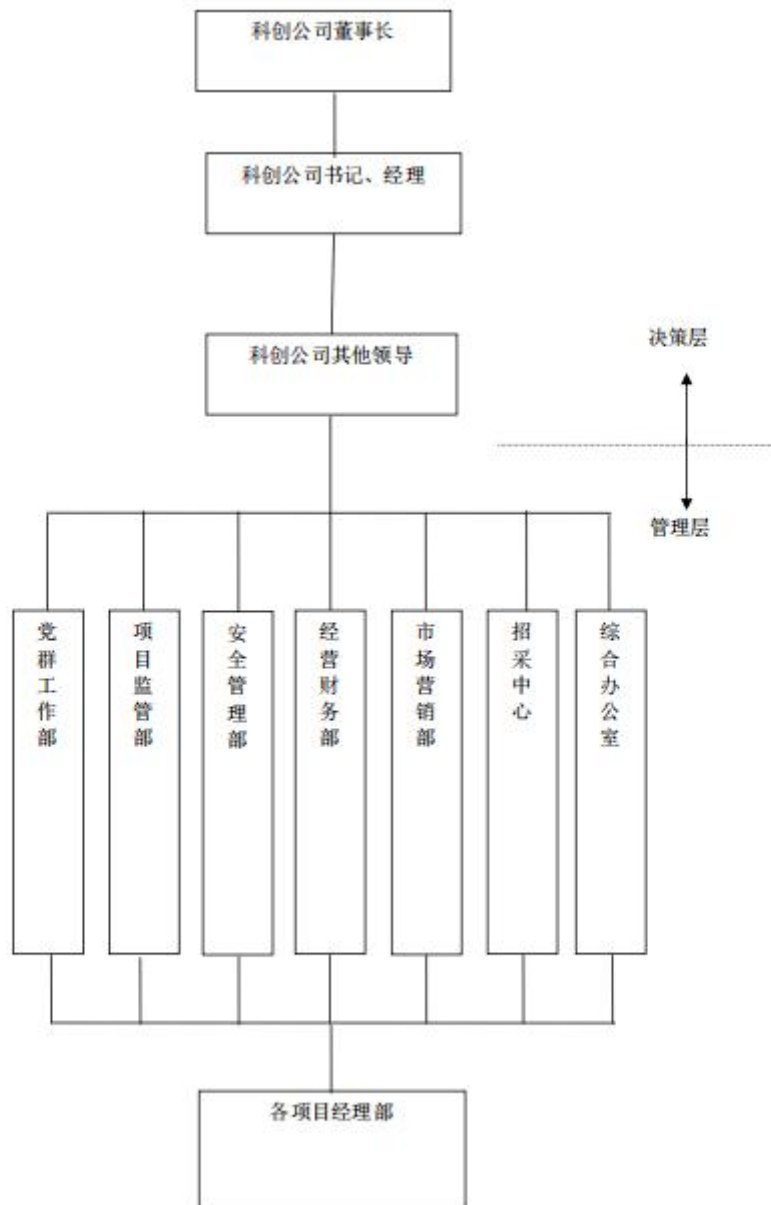 科创公司董事长
科创公司书记、经理
科创公司其他领导
决策层
管理层
党群工作部
项目监管部
安全管理部
经营财务部
市场营销部
招采中心
综合办公室
各项目经理部